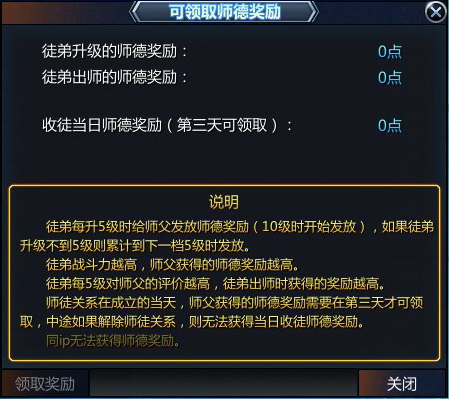 可领取师德奖励
徒弟升级的师德奖励： 0点
徒弟出师的师德奖励： 0点
收徒当日师德奖励（第三天可领取）： 0点
说明
徒弟每升5级时给师父发放师德奖励（10级时开始发放），如果徒弟
升级不到5级则累计到下一档5级时发放。
徒弟战斗力越高，师父获得的师德奖励越高。
徒弟每5级对师父的评价越高，徒弟出师时获得的奖励越高。
师徒关系在成立的当天，师父获得的师德奖励需要在第三天才可领
取，中途如果解除师徒关系，则无法获得当日收徒师德奖励。
同ip无法获得师德奖励。
领取奖励 关闭